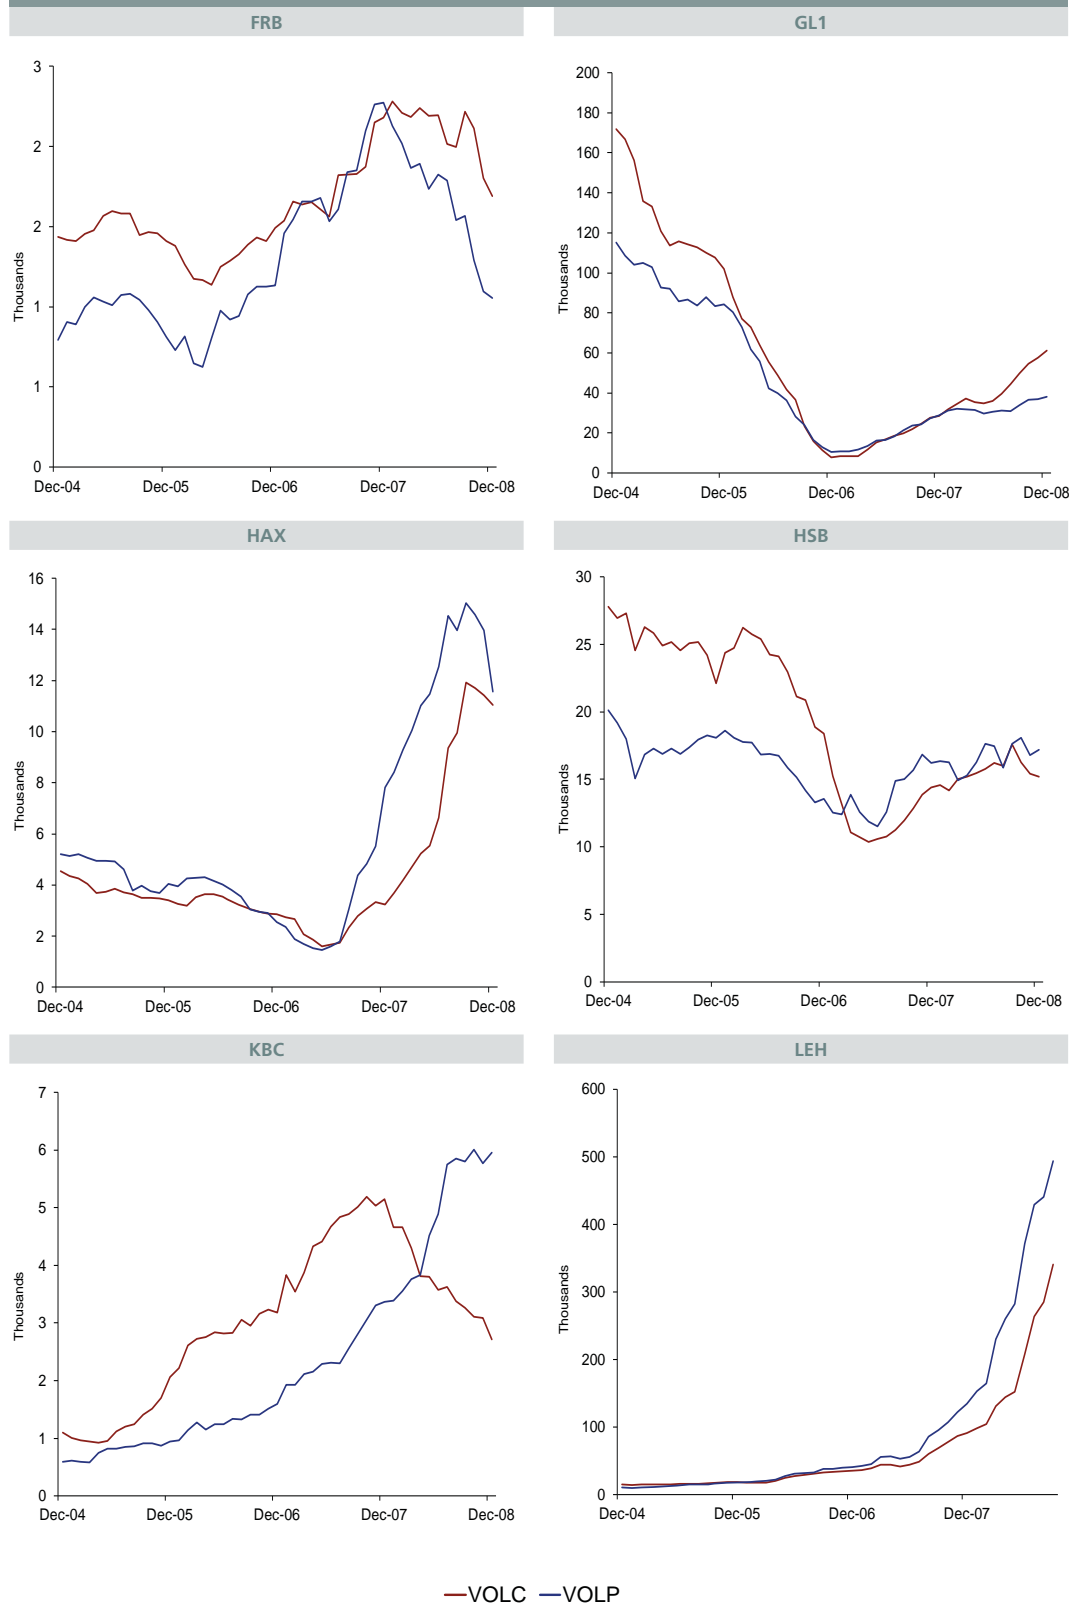 FRB
GL1
3
2
2
1
1
0
Thousands
Dec-04 Dec-05 Dec-06 Dec-07 Dec-08
200
180
160
140
120
100
80
60
40
20
0
Thousands
Dec-04 Dec-05 Dec-06 Dec-07 Dec-08
HAX
HSB
16
14
12
10
8
6
4
2
0
Thousands
Dec-04 Dec-05 Dec-06 Dec-07 Dec-08
30
25
20
15
10
5
0
Thousands
Dec-04 Dec-05 Dec-06 Dec-07 Dec-08
KBC
LEH
7
6
5
4
3
2
1
0
Thousands
Dec-04 Dec-05 Dec-06 Dec-07 Dec-08
600
500
400
300
200
100
0
Thousands
Dec-04 Dec-05 Dec-06 Dec-07
VOLC VOLP